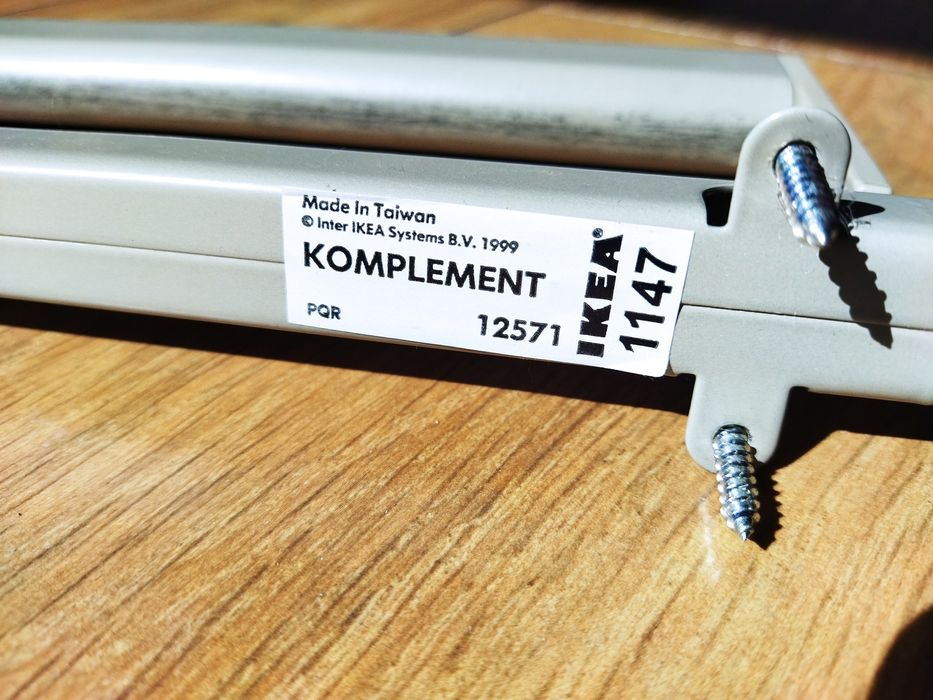 Made In Taiwan
© Inter IKEA Systems B.V. 1999
KOMPLEMENT
PQR 12571
IKEA®
1147